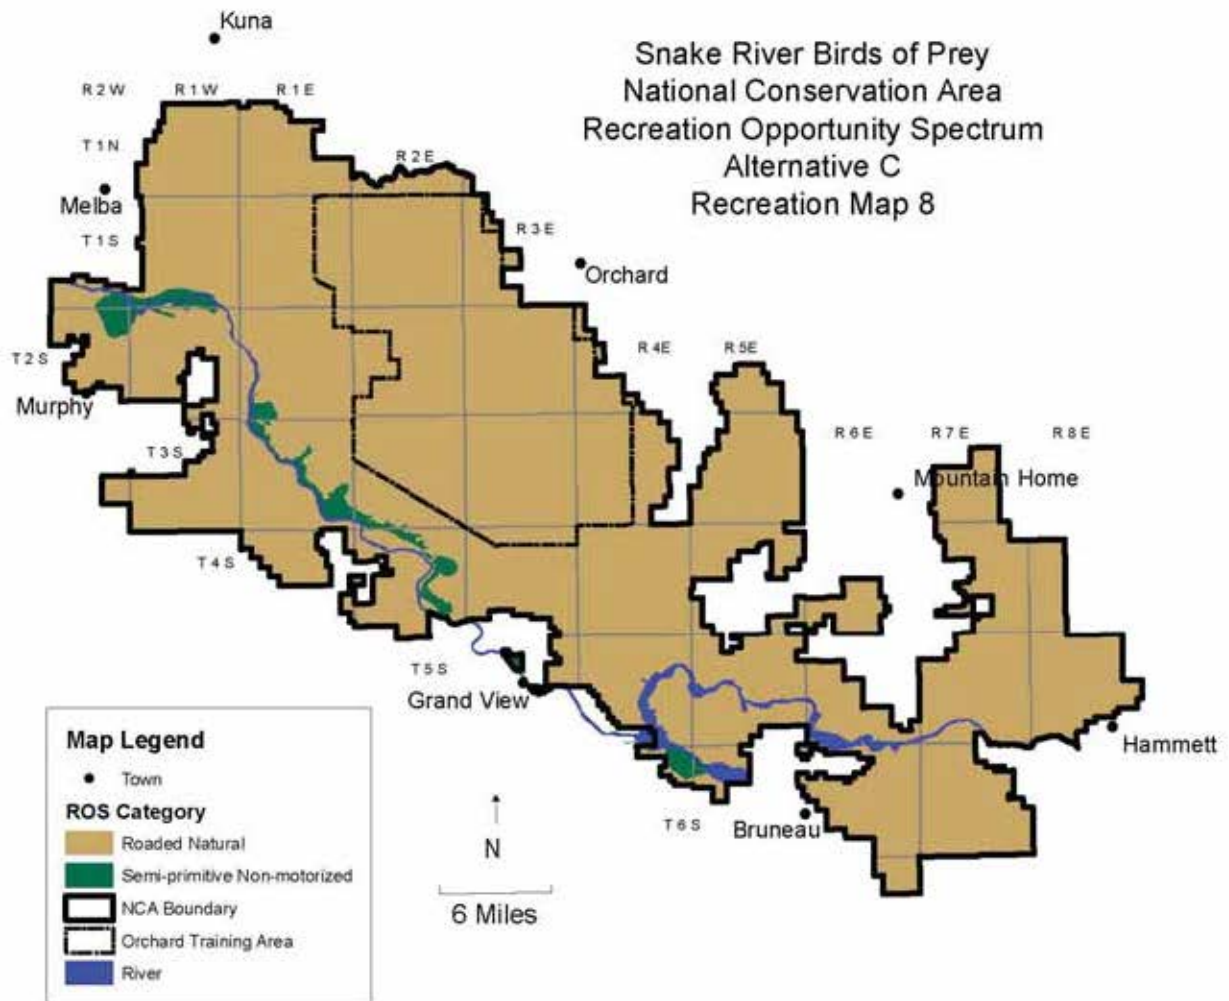 Kuna
Snake River Birds of Prey
National Conservation Area
Recreation Opportunity Spectrum
Alternative C
Recreation Map 8
R 2 W
R 1 W
R 1 E
T 1 N
R 2 E
Melba
T 1 S
R 3 E
Orchard
T 2 S
R 4 E
R 5 E
Murphy
R 6 E
R 7 E
R 8 E
T 3 S
Mountain Home
T 4 S
T 5 S
Grand View
Hammett
T 6 S
Bruneau
Map Legend
Town
ROS Category
Roaded Natural
Semi-primitive Non-motorized
NCA Boundary
Orchard Training Area
River
N
6 Miles